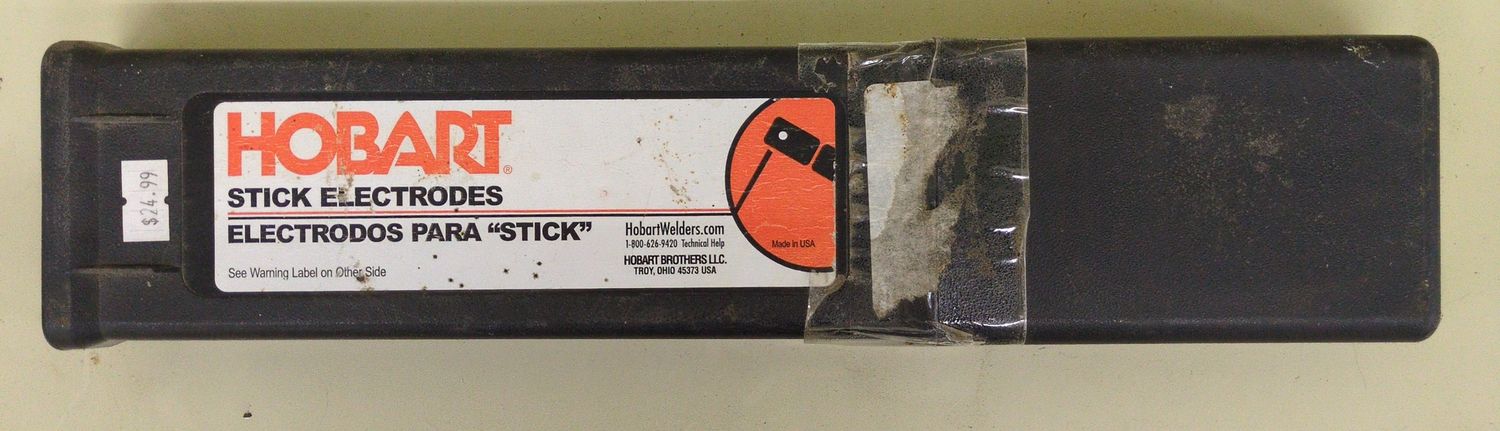 $24.99
HOBART®
STICK ELECTRODES
ELECTRODOS PARA “STICK”
See Warning Label on Other Side
HobartWelders.com
1-800-626-9420 Technical Help
HOBART BROTHERS LLC.
TROY, OHIO 45373 USA
Made in USA